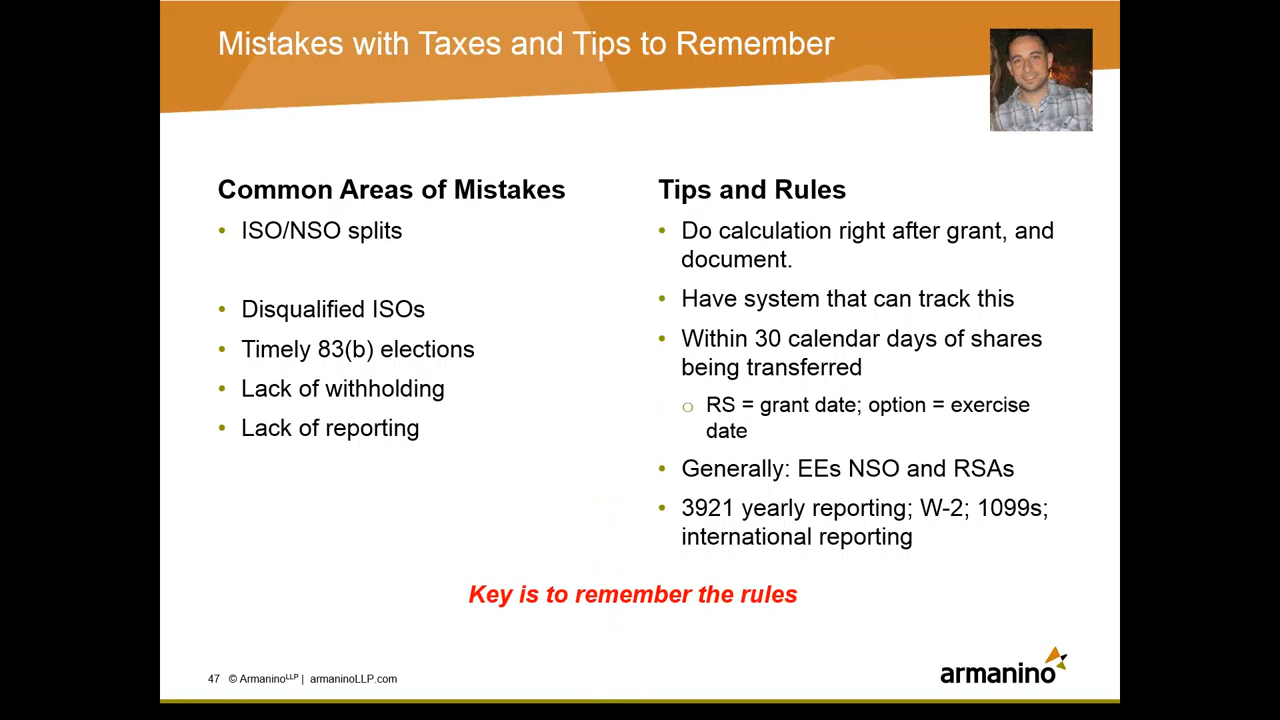 Mistakes with Taxes and Tips to Remember
Common Areas of Mistakes
• ISO/NSO splits
• Disqualified ISOs
• Timely 83(b) elections
• Lack of withholding
• Lack of reporting
Tips and Rules
• Do calculation right after grant, and
document.
• Have system that can track this
• Within 30 calendar days of shares
being transferred
o RS = grant date; option = exercise
date
• Generally: EEs NSO and RSAs
• 3921 yearly reporting; W-2; 1099s;
international reporting
Key is to remember the rules
47 © ArmaninoLLP | armaninoLLP.com
armanino